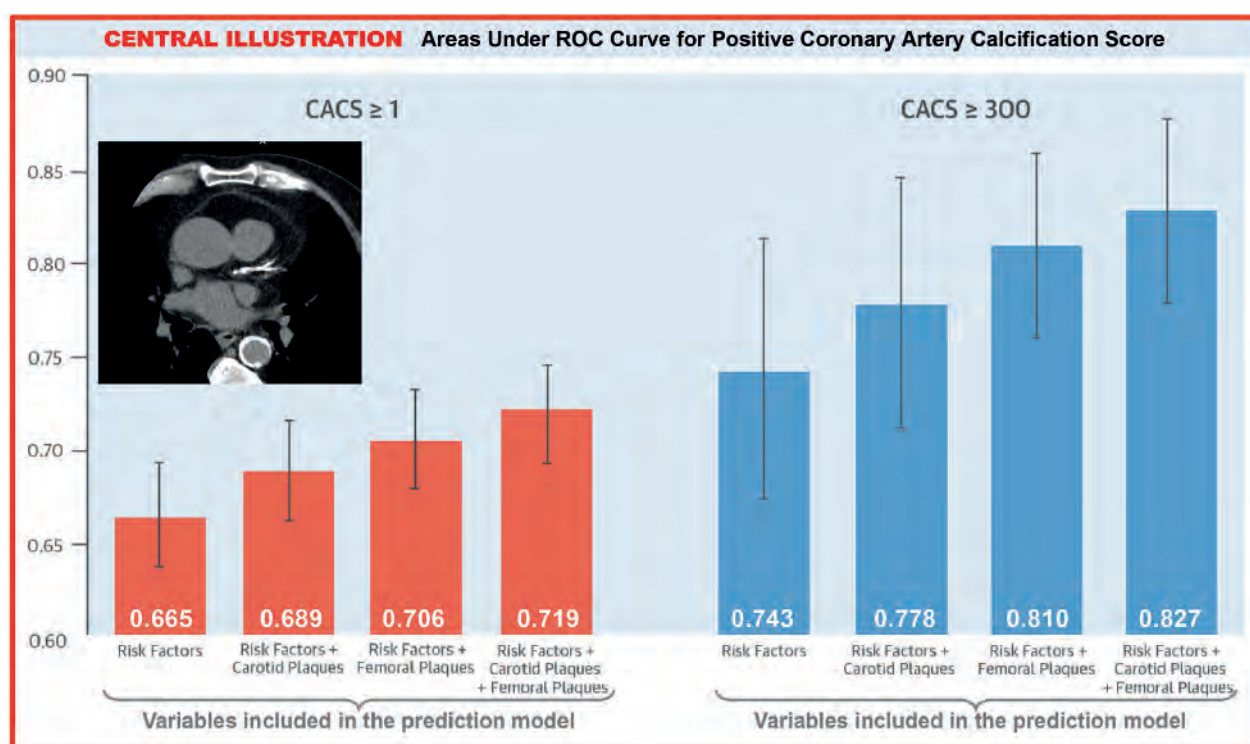 CENTRAL ILLUSTRATION Areas Under ROC Curve for Positive Coronary Artery Calcification Score
0.90
0.85
0.80
0.75
0.70
0.65
0.60
CACS ≥ 1
0.665
0.689
0.706
0.719
Risk Factors
Risk Factors +
Carotid Plaques
Risk Factors +
Femoral Plaques
Risk Factors +
Carotid Plaques
+ Femoral Plaques
Variables included in the prediction model
CACS ≥ 300
0.743
0.778
0.810
0.827
Risk Factors
Risk Factors +
Carotid Plaques
Risk Factors +
Femoral Plaques
Risk Factors +
Carotid Plaques
+ Femoral Plaques
Variables included in the prediction model